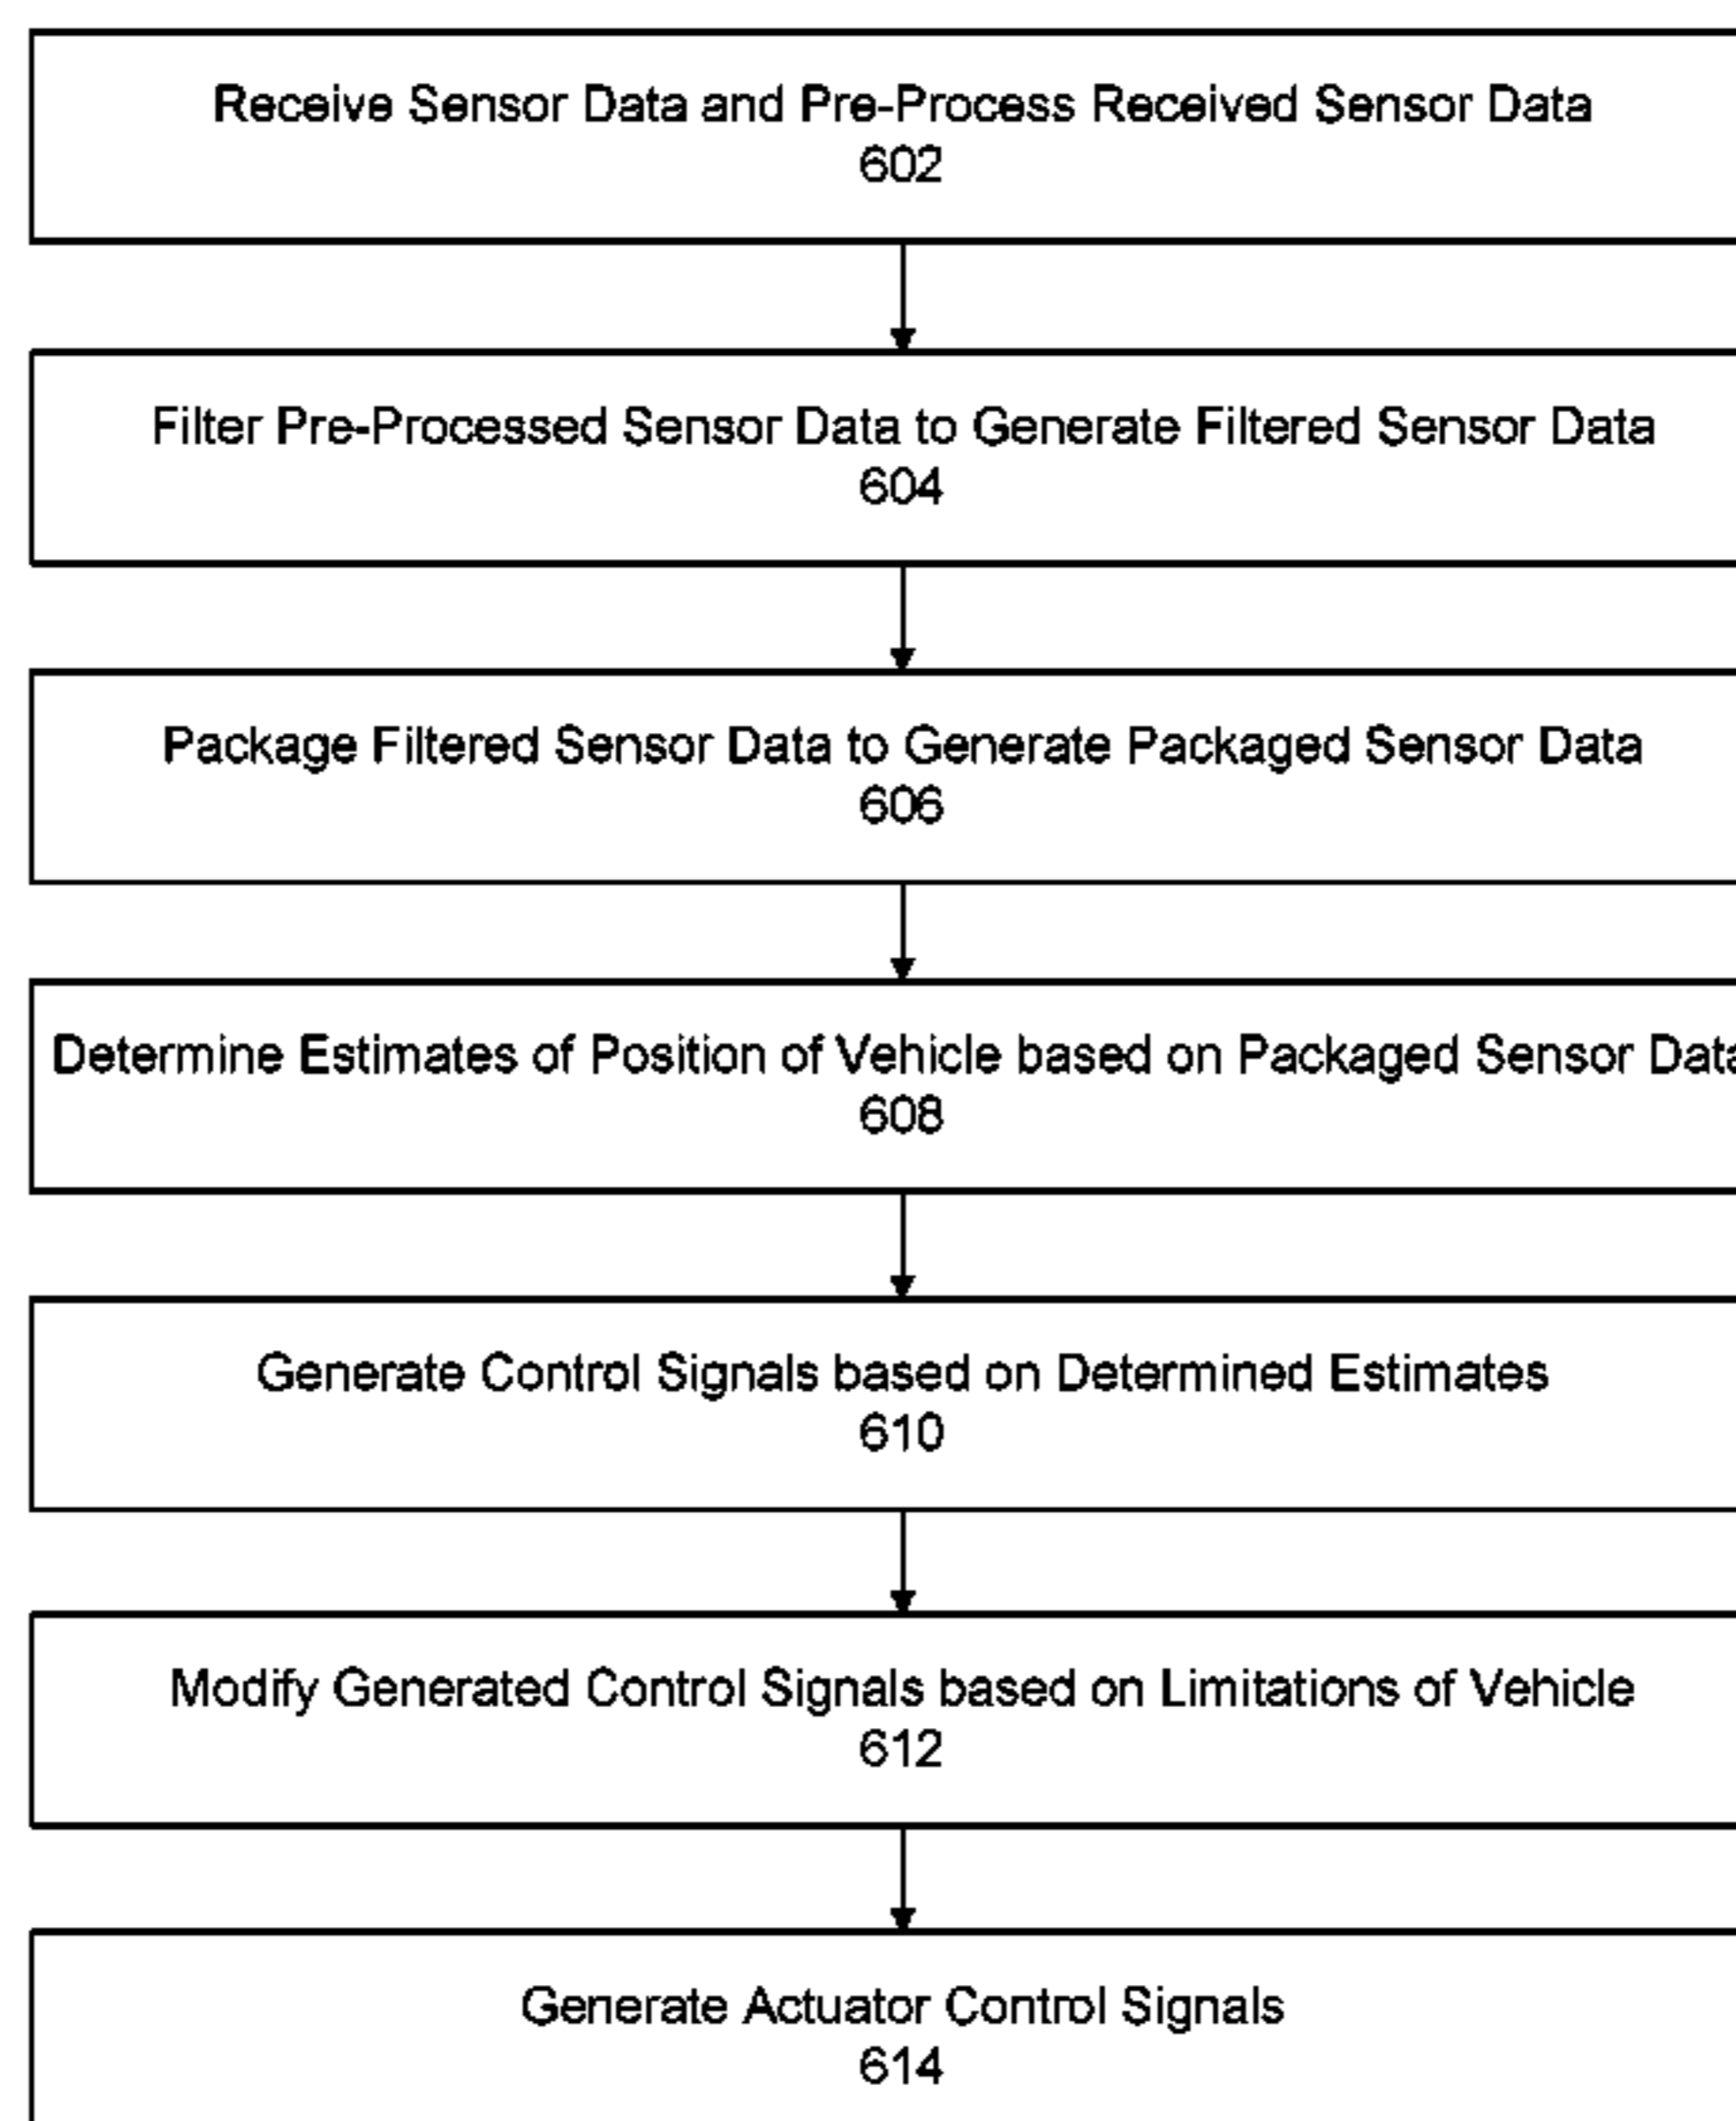 Receive Sensor Data and Pre-Process Received Sensor Data
602
Filter Pre-Processed Sensor Data to Generate Filtered Sensor Data
604
Package Filtered Sensor Data to Generate Packaged Sensor Data
606
Determine Estimates of Position of Vehicle based on Packaged Sensor Data
608
Generate Control Signals based on Determined Estimates
610
Modify Generated Control Signals based on Limitations of Vehicle
612
Generate Actuator Control Signals
614